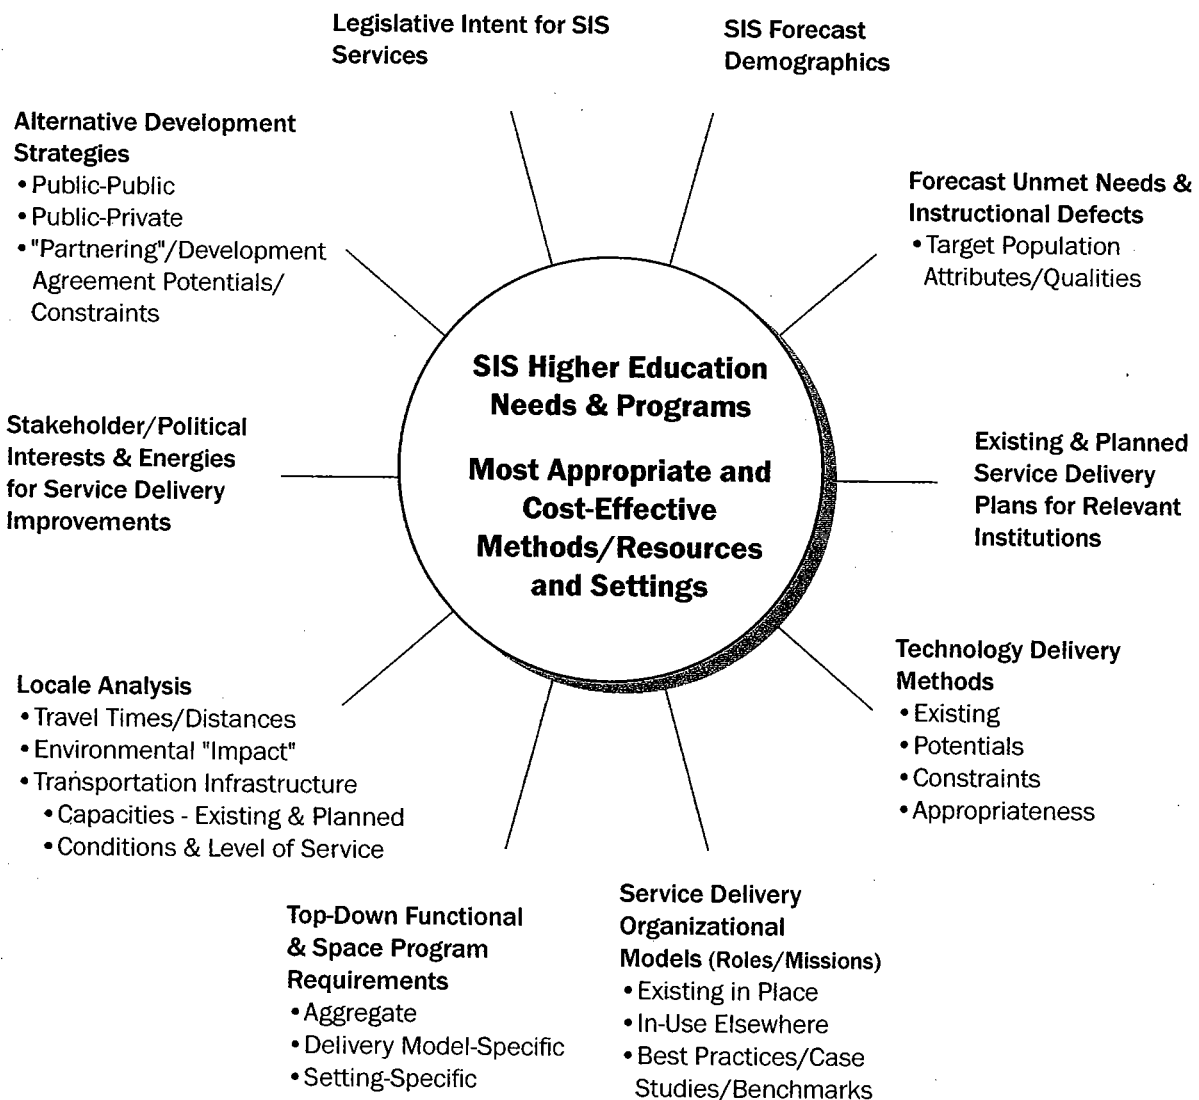 Legislative Intent for SIS
Services
SIS Forecast
Demographics
Alternative Development
Strategies
• Public-Public
• Public-Private
• "Partnering"/Development
Agreement Potentials/
Constraints
Forecast Unmet Needs &
Instructional Defects
• Target Population
Attributes/Qualities
SIS Higher Education
Needs & Programs
Most Appropriate and
Cost-Effective
Methods/Resources
and Settings
Stakeholder/Political
Interests & Energies
for Service Delivery
Improvements
Existing & Planned
Service Delivery
Plans for Relevant
Institutions
Locale Analysis
• Travel Times/Distances
• Environmental "Impact"
• Transportation Infrastructure
• Capacities - Existing & Planned
• Conditions & Level of Service
Technology Delivery
Methods
• Existing
• Potentials
• Constraints
• Appropriateness
Top-Down Functional
& Space Program
Requirements
• Aggregate
• Delivery Model-Specific
• Setting-Specific
Service Delivery
Organizational
Models (Roles/Missions)
• Existing in Place
• In-Use Elsewhere
• Best Practices/Case
Studies/Benchmarks